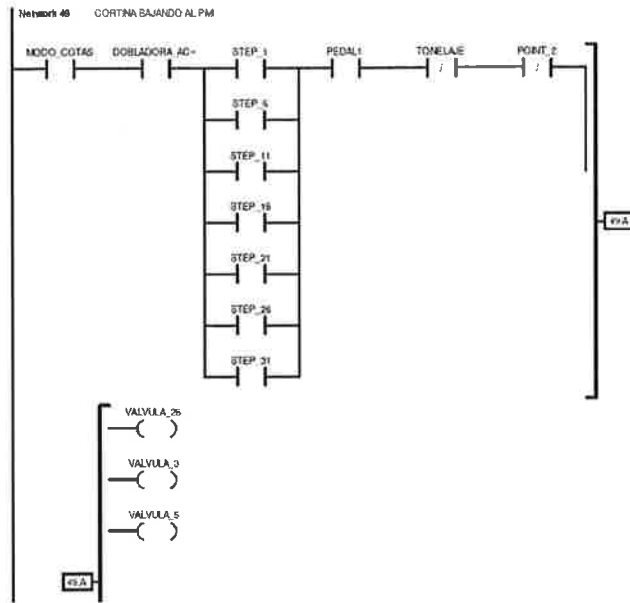 Network 49 CORTINA BAJANDO AL PMI
MODO_COTAS DOBLADORA_AC~ STEP_1 PEDAL1 TONELAJE POINT_2
STEP_6
STEP_11
49.A
STEP_16
STEP_21
STEP_26
STEP_31
VALVULA_25
VALVULA_3
VALVULA_5
49.A